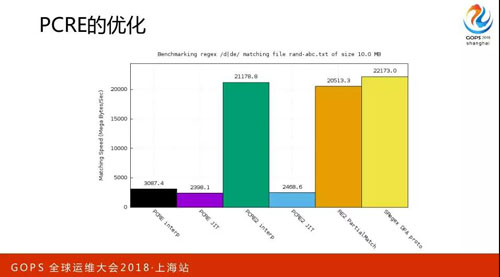 PCRE的优化
GOPS 2018
shanghai
Benchmarking regex /d|de/ matching file rand-abc.txt of size 10.0 MB
Matching Speed (Mega Bytes/Sec)
20000
15000
10000
5000
0
3087.4
2398.1
21178.8
2468.6
20513.3
22173.0
PCRE interp
PCRE JIT
PCRE2 interp
PCRE2 JIT
RE2 PartialMatch
SRegex DFA proto
GOPS 全球运维大会2018·上海站